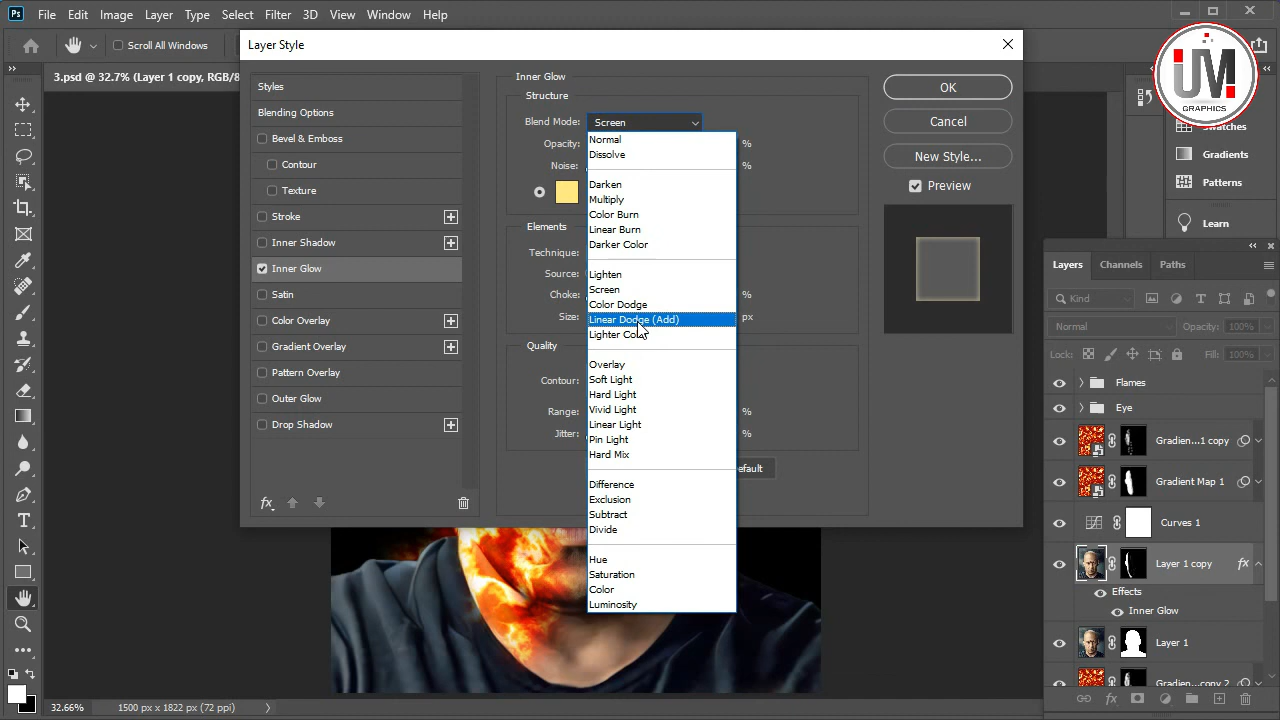 Ps File Edit Image Layer Type Select Filter 3D View Window Help
Scroll All Windows
3.psd @ 32.7% (Layer 1 copy, RGB/8
Layer Style
Styles
Blending Options
Bevel & Emboss
Contour
Texture
Stroke
Inner Shadow
Inner Glow
Satin
Color Overlay
Gradient Overlay
Pattern Overlay
Outer Glow
Drop Shadow
fx
Inner Glow
Structure
Blend Mode: Screen
Opacity: %
Noise: %
Elements
Technique:
Source:
Choke: %
Size: px
Quality
Contour:
Range: %
Jitter: %
efault
Normal
Dissolve
Darken
Multiply
Color Burn
Linear Burn
Darker Color
Lighten
Screen
Color Dodge
Linear Dodge (Add)
Lighter Color
Overlay
Soft Light
Hard Light
Vivid Light
Linear Light
Pin Light
Hard Mix
Difference
Exclusion
Subtract
Divide
Hue
Saturation
Color
Luminosity
OK
Cancel
New Style...
Preview
UM
GRAPHICS
Swatches
Gradients
Patterns
Learn
Layers Channels Paths
Kind
Normal Opacity: 100%
Lock: Fill: 100%
Flames
Eye
Gradien...1 copy
Gradient Map 1
Curves 1
Layer 1 copy fx
Effects
Inner Glow
Layer 1
Gradien...copy 2
fx
32.66% 1500 px x 1822 px (72 ppi)